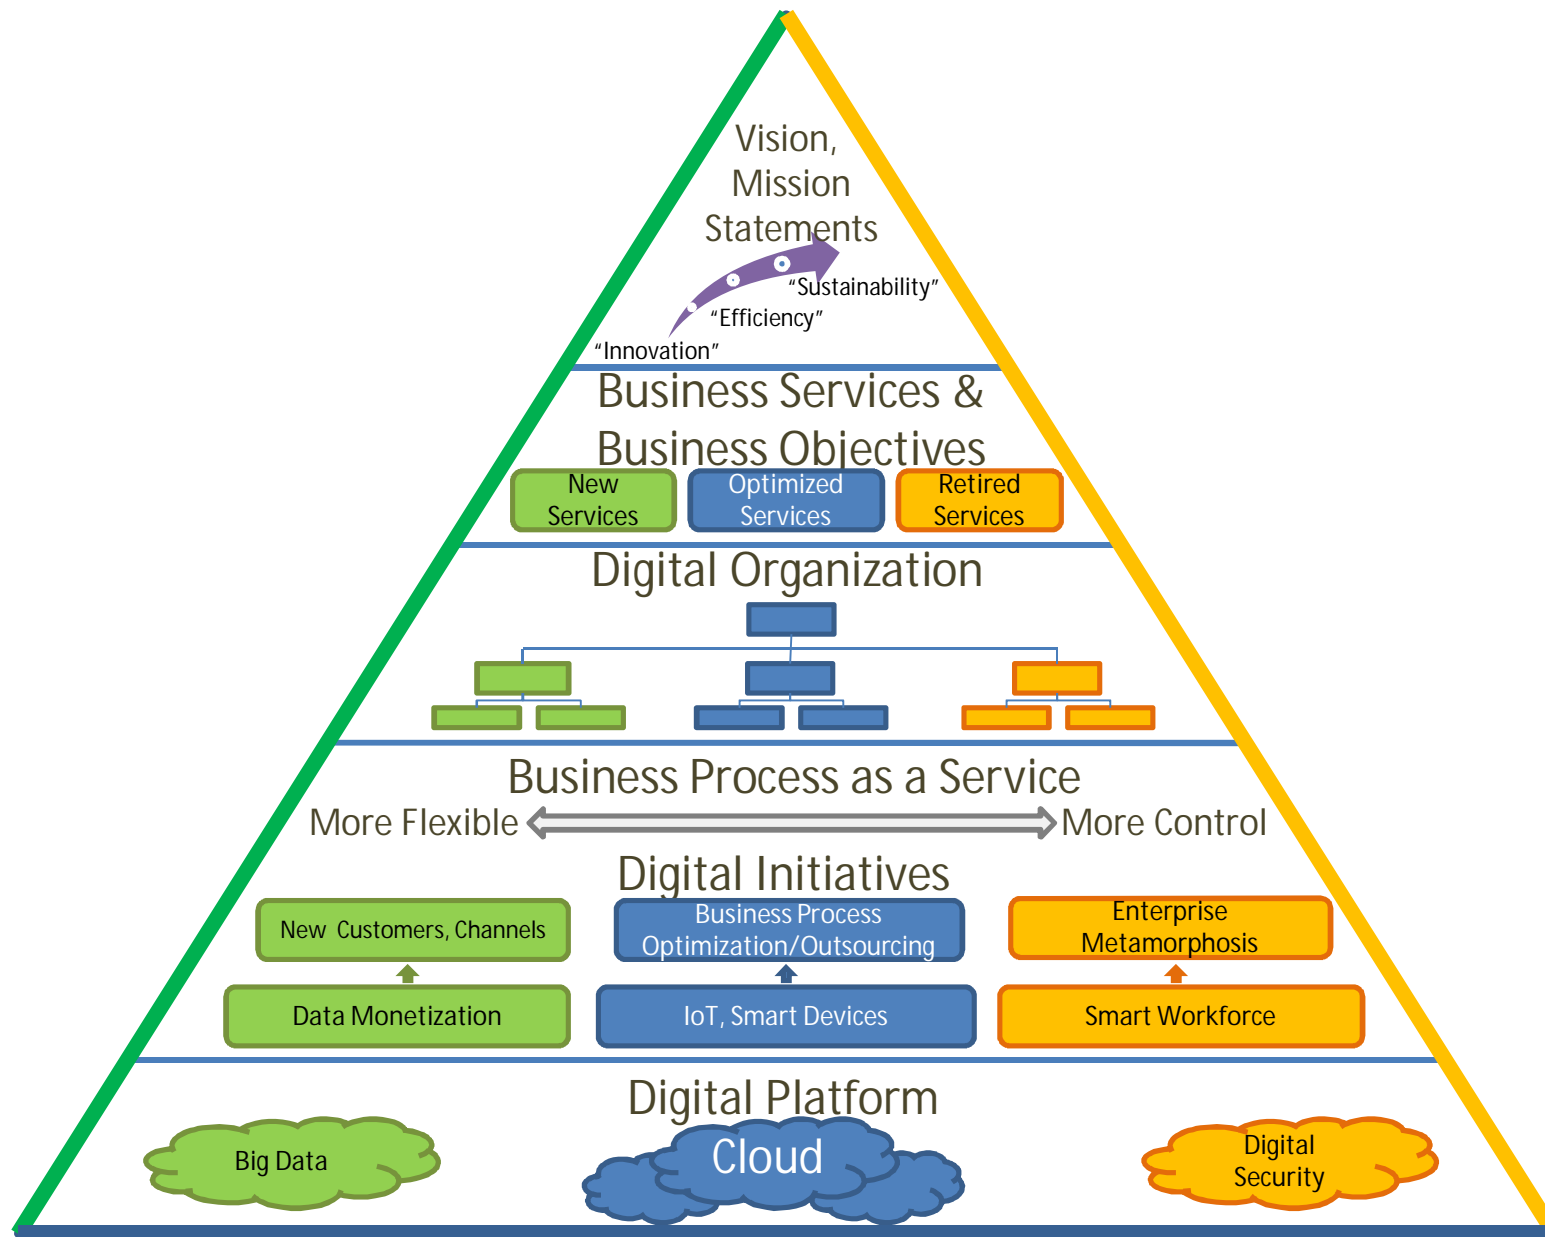 Vision,
Mission
Statements
“Sustainability”
“Efficiency”
“Innovation”
Business Services &
Business Objectives
New
Services
Optimized
Services
Retired
Services
Digital Organization
Business Process as a Service
More Flexible
More Control
Digital Initiatives
New Customers, Channels
Business Process
Optimization/Outsourcing
Enterprise
Metamorphosis
Data Monetization
IoT, Smart Devices
Smart Workforce
Digital Platform
Big Data
Cloud
Digital
Security